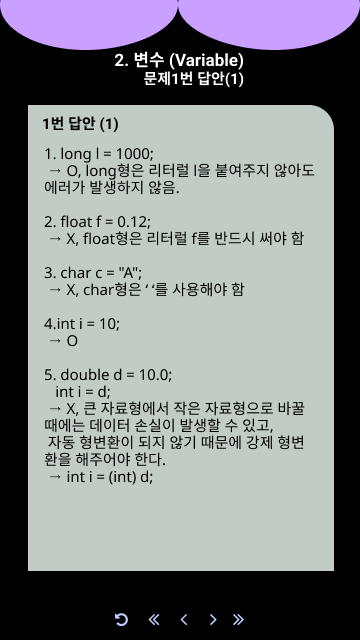 2. 변수 (Variable)
문제1번 답안(1)
1번 답안 (1)
1. long l = 1000;
→ O, long형은 리터럴 l을 붙여주지 않아도
에러가 발생하지 않음.
2. float f = 0.12;
→ X, float형은 리터럴 f를 반드시 써야 함
3. char c = "A";
→ X, char형은 ‘ ‘를 사용해야 함
4.int i = 10;
→ O
5. double d = 10.0;
int i = d;
→ X, 큰 자료형에서 작은 자료형으로 바꿀
때에는 데이터 손실이 발생할 수 있고,
자동 형변환이 되지 않기 때문에 강제 형변
환을 해주어야 한다.
→ int i = (int) d;